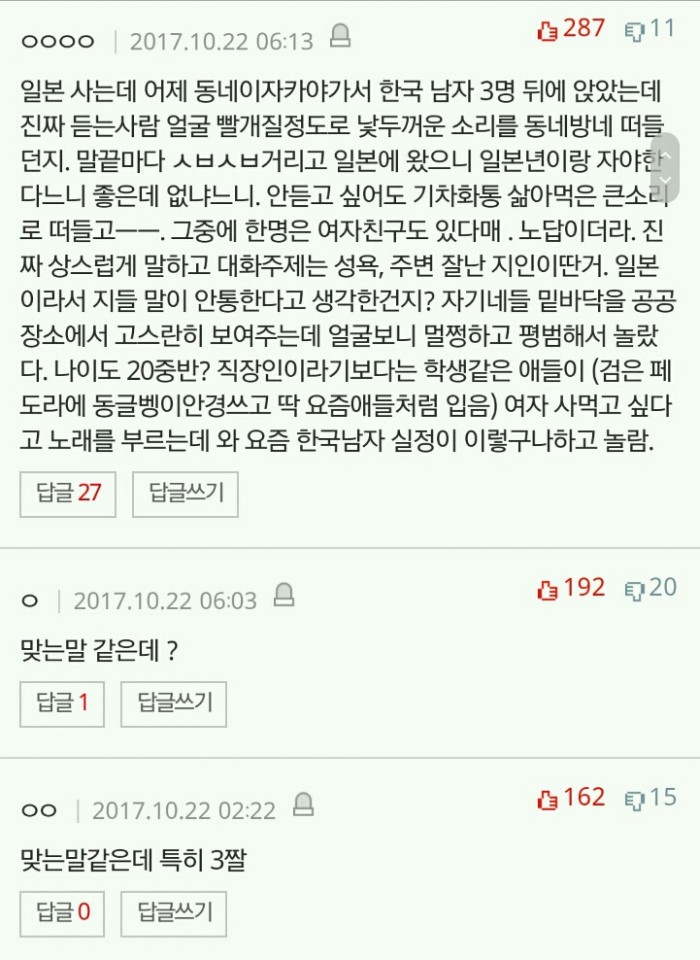 ㅇㅇㅇㅇ | 2017.10.22 06:13 287 11
일본 사는데 어제 동네이자카야가서 한국 남자 3명 뒤에 앉았는데
진짜 듣는사람 얼굴 빨개질정도로 낯두꺼운 소리를 동네방네 떠들
던지. 말끝마다 ㅅㅂㅅㅂ거리고 일본에 왔으니 일본년이랑 자야한
다느니 좋은데 없냐느니. 안듣고 싶어도 기차화통 삶아먹은 큰소리
로 떠들고ㅡㅡ. 그중에 한명은 여자친구도 있다매 . 노답이더라. 진
짜 상스럽게 말하고 대화주제는 성욕, 주변 잘난 지인이딴거. 일본
이라서 지들 말이 안통한다고 생각한건지? 자기네들 밑바닥을 공공
장소에서 고스란히 보여주는데 얼굴보니 멀쩡하고 평범해서 놀랐
다. 나이도 20중반? 직장인이라기보다는 학생같은 애들이 (검은 페
도라에 동글벵이안경쓰고 딱 요즘애들처럼 입음) 여자 사먹고 싶다
고 노래를 부르는데 와 요즘 한국남자 실정이 이렇구나하고 놀람.
답글 27 답글쓰기
ㅇ | 2017.10.22 06:03 192 20
맞는말 같은데 ?
답글 1 답글쓰기
ㅇㅇ | 2017.10.22 02:22 162 15
맞는말같은데 특히 3짤
답글 0 답글쓰기